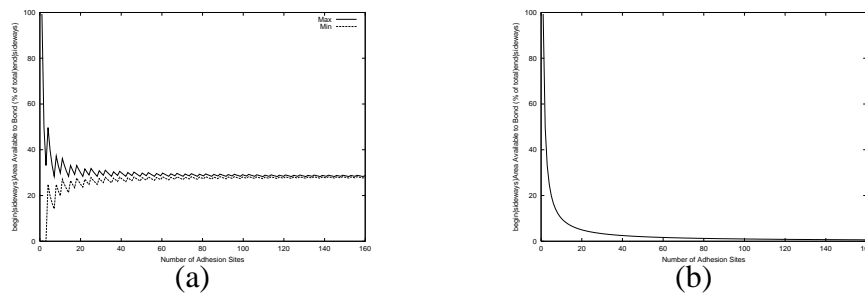 100
80
60
40
20
0
0 20 40 60 80 100 120 140 160
begin{sideways}Area Available to Bond (% of total)end{sideways}
Number of Adhesion Sites
Max
Min
(a)
100
80
60
40
20
0
0 20 40 60 80 100 120 140 160
begin{sideways}Area Available to Bond (% of total)end{sideways}
Number of Adhesion Sites
(b)